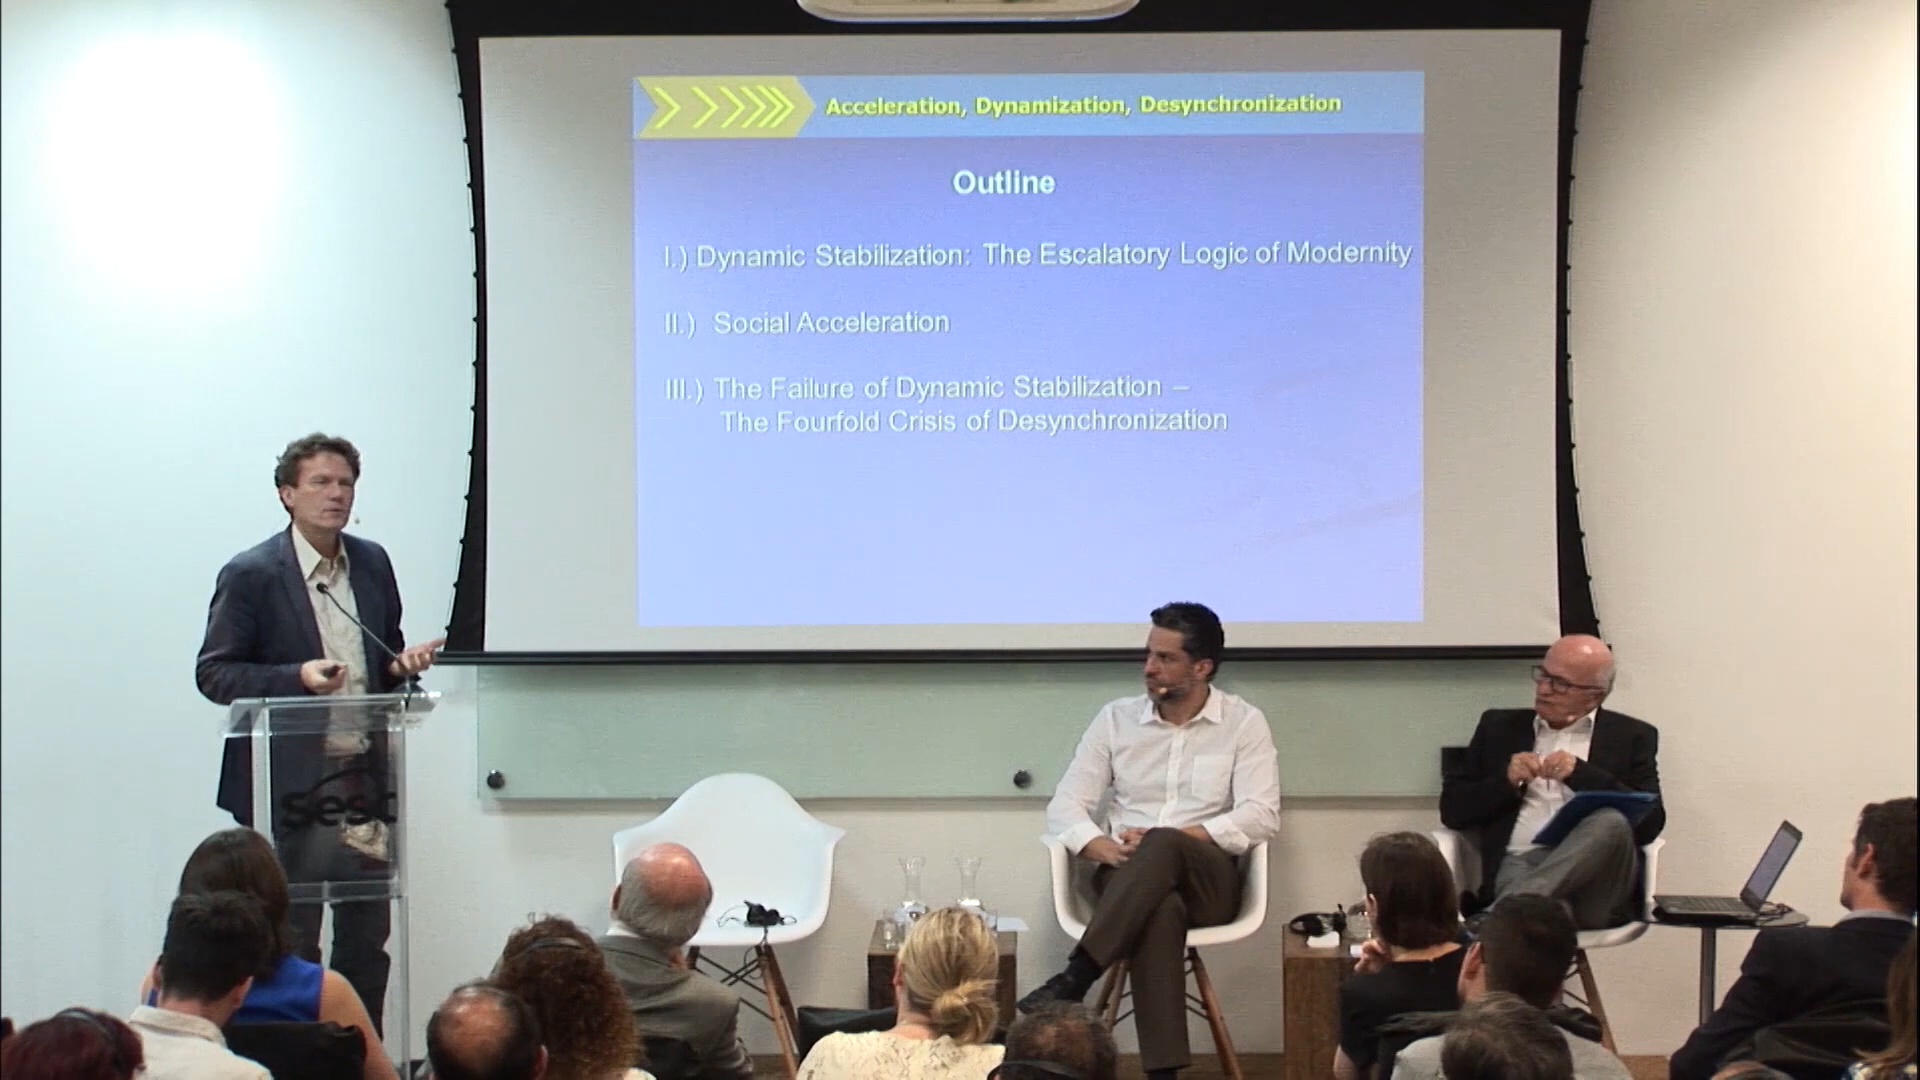 Acceleration, Dynamization, Desynchronization
Outline
I.) Dynamic Stabilization: The Escalatory Logic of Modernity
II.) Social Acceleration
III.) The Failure of Dynamic Stabilization –
The Fourfold Crisis of Desynchronization
sesc